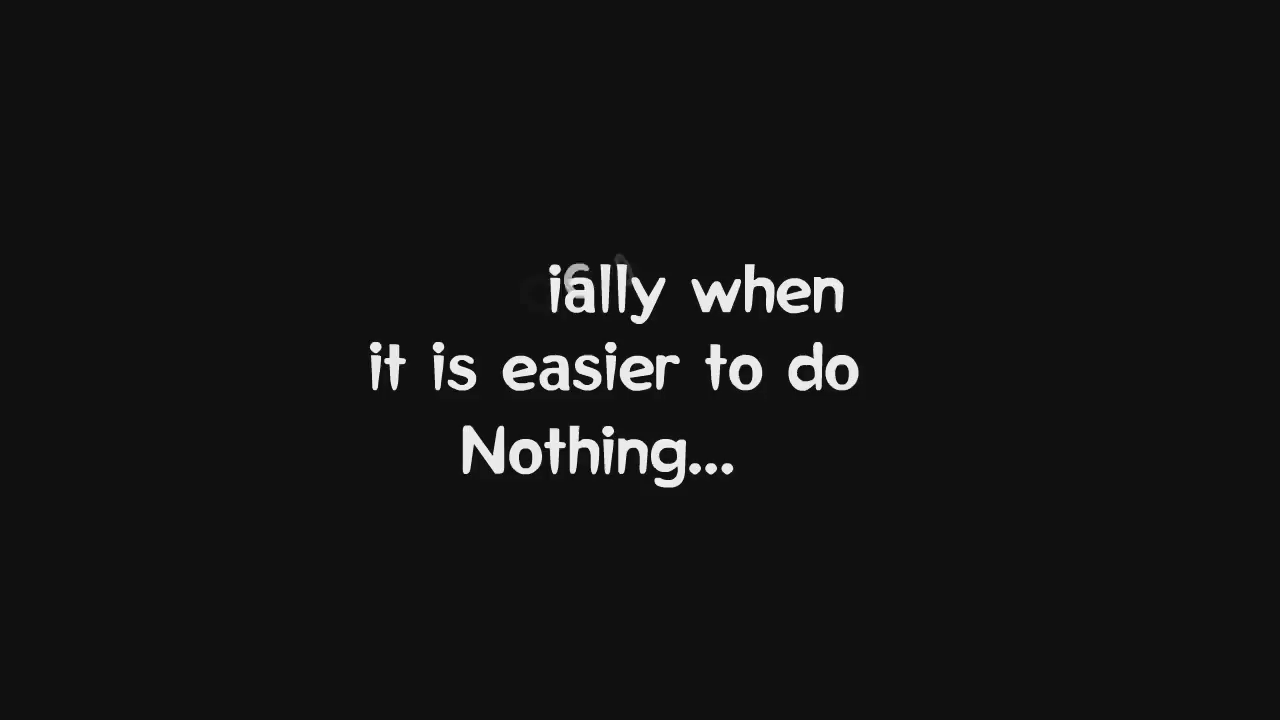 ially when
it is easier to do
Nothing...